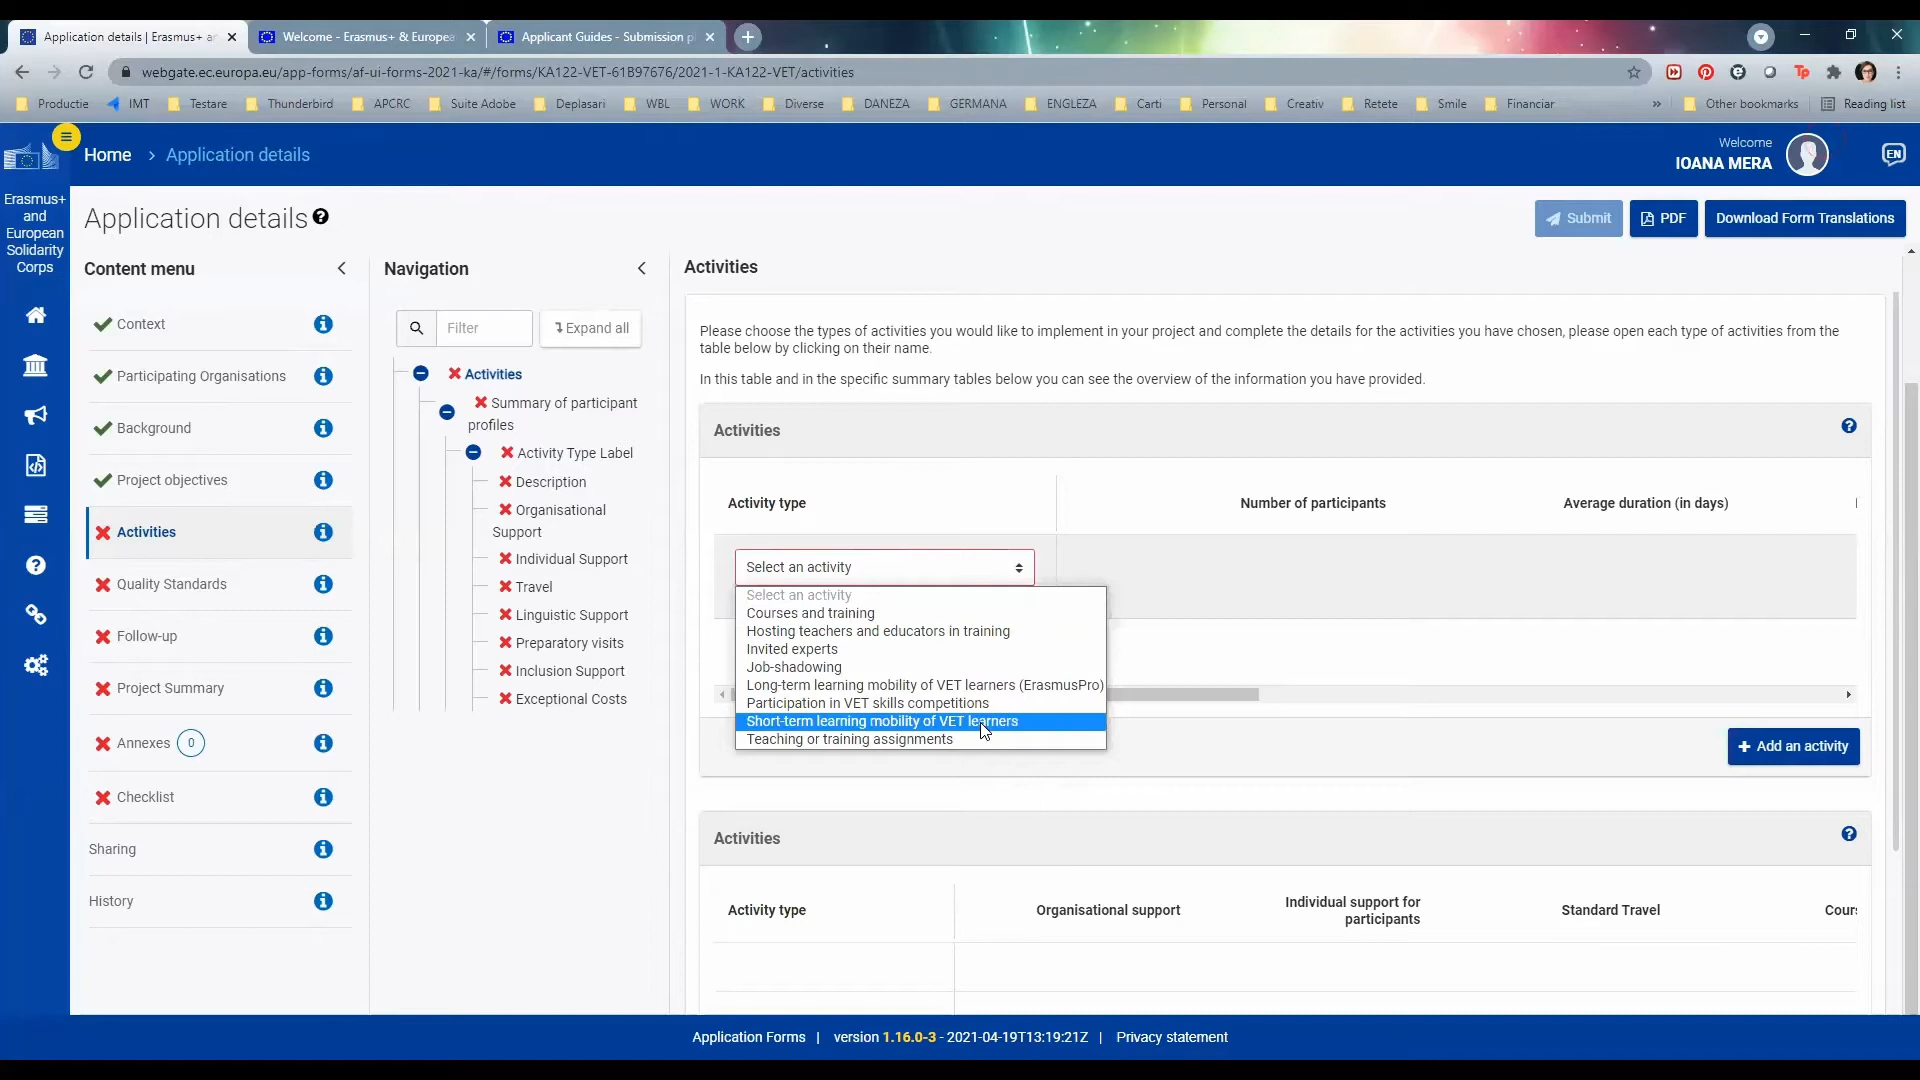 Application details | Erasmus+ ar
Welcome - Erasmus+ & Europea
Applicant Guides - Submission p
webgate.ec.europa.eu/app-forms/af-ui-forms-2021-ka/#/forms/KA122-VET-61B97676/2021-1-KA122-VET/activities
Productie IMT Testare Thunderbird APCRC Suite Adobe Deplasari WBL WORK Diverse DANEZA GERMANA ENGLEZA Carti Personal Creativ Retete Smile Financiar » Other bookmarks Reading list
Home › Application details
Welcome
IOANA MERA
EN
Erasmus+
and
European
Solidarity
Corps
Application details
Submit
PDF
Download Form Translations
Content menu
Context
Participating Organisations
Background
Project objectives
Activities
Quality Standards
Follow-up
Project Summary
Annexes 0
Checklist
Sharing
History
Navigation
Filter
Expand all
Activities
Summary of participant
profiles
Activity Type Label
Description
Organisational
Support
Individual Support
Travel
Linguistic Support
Preparatory visits
Inclusion Support
Exceptional Costs
Activities
Please choose the types of activities you would like to implement in your project and complete the details for the activities you have chosen, please open each type of activities from the
table below by clicking on their name.
In this table and in the specific summary tables below you can see the overview of the information you have provided.
Activities
Activity type
Number of participants
Average duration (in days)
Select an activity
Select an activity
Courses and training
Hosting teachers and educators in training
Invited experts
Job-shadowing
Long-term learning mobility of VET learners (ErasmusPro)
Participation in VET skills competitions
Short-term learning mobility of VET learners
Teaching or training assignments
+ Add an activity
Activities
Activity type
Organisational support
Individual support for
participants
Standard Travel
Cours
Application Forms | version 1.16.0-3 - 2021-04-19T13:19:21Z | Privacy statement